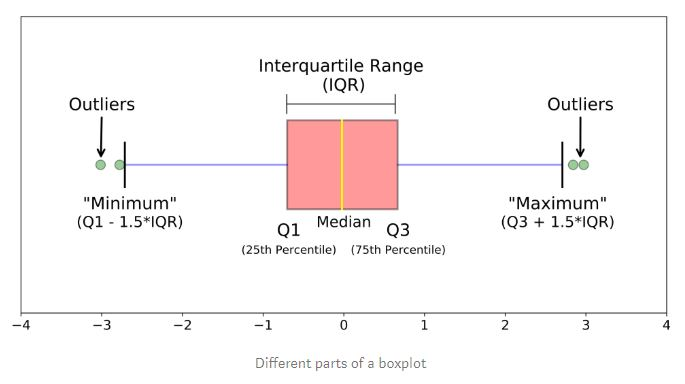 Interquartile Range
(IQR)
Outliers
Outliers
"Minimum"
(Q1 - 1.5*IQR)
"Maximum"
(Q3 + 1.5*IQR)
Q1
Median
Q3
(25th Percentile)
(75th Percentile)
−4
−3
−2
−1
0
1
2
3
4
Different parts of a boxplot